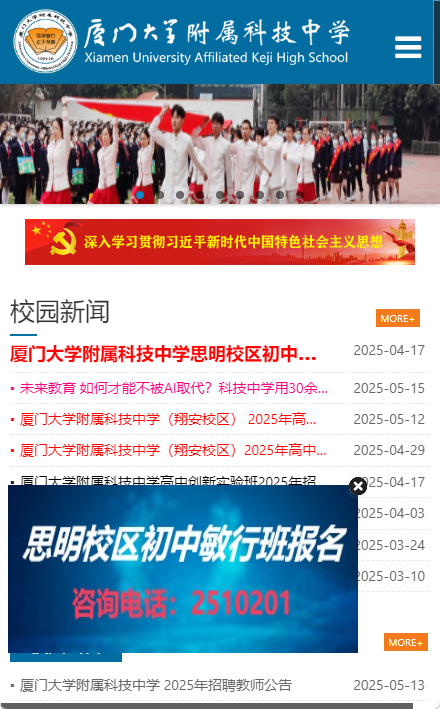 厦门大学附属科技中学
Xiamen University Affiliated Keji High School
深入学习贯彻习近平新时代中国特色社会主义思想
校园新闻
MORE+
厦门大学附属科技中学思明校区初中... 2025-04-17
未来教育 如何才能不被AI取代？科技中学用30余... 2025-05-15
厦门大学附属科技中学（翔安校区） 2025年高... 2025-05-12
厦门大学附属科技中学（翔安校区）2025年高中... 2025-04-29
厦门大学附属科技中学高中创新实验班2025年招 2025-04-17
2025-04-03
2025-03-24
2025-03-10
思明校区初中敏行班报名
咨询电话：2510201
MORE+
厦门大学附属科技中学 2025年招聘教师公告 2025-05-13